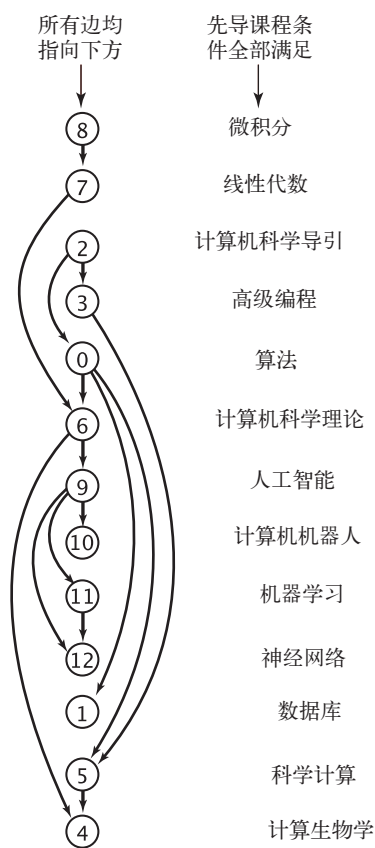 所有边均
指向下方
先导课程条
件全部满足
8 微积分
7 线性代数
2 计算机科学导引
3 高级编程
0 算法
6 计算机科学理论
9 人工智能
10 计算机机器人
11 机器学习
12 神经网络
1 数据库
5 科学计算
4 计算生物学